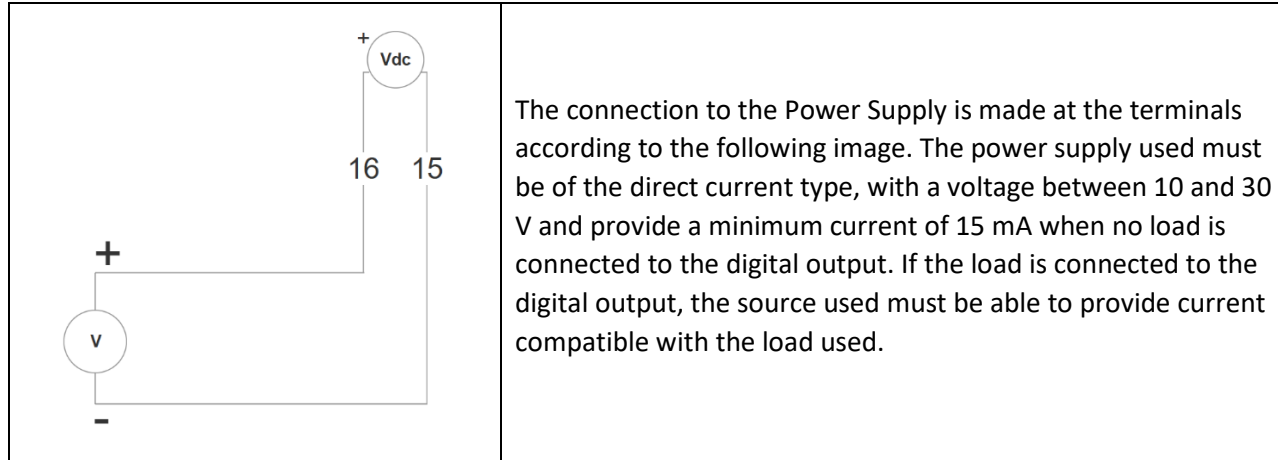 +
Vdc
16 15
+
V
-
The connection to the Power Supply is made at the terminals
according to the following image. The power supply used must
be of the direct current type, with a voltage between 10 and 30
V and provide a minimum current of 15 mA when no load is
connected to the digital output. If the load is connected to the
digital output, the source used must be able to provide current
compatible with the load used.